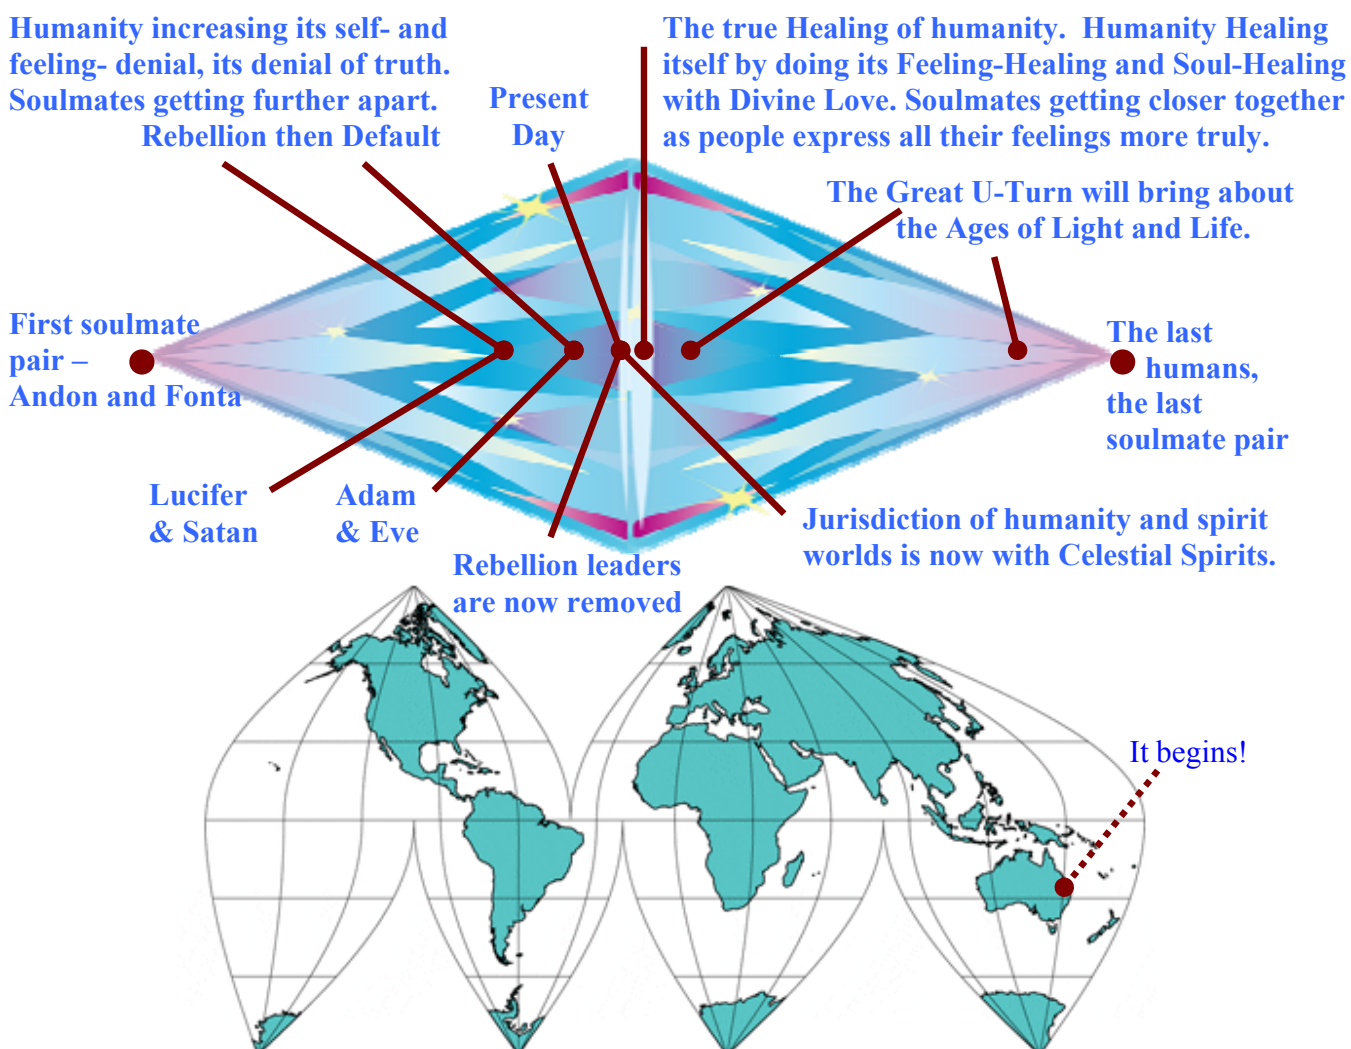 Humanity increasing its self- and
feeling- denial, its denial of truth.
Soulmates getting further apart.
Rebellion then Default
Present
Day
The true Healing of humanity.  Humanity Healing
itself by doing its Feeling-Healing and Soul-Healing
with Divine Love. Soulmates getting closer together
as people express all their feelings more truly.
The Great U-Turn will bring about
the Ages of Light and Life.
First soulmate
pair –
Andon and Fonta
The last
humans,
the last
soulmate pair
Lucifer
& Satan
Adam
& Eve
Rebellion leaders
are now removed
Jurisdiction of humanity and spirit
worlds is now with Celestial Spirits.
It begins!